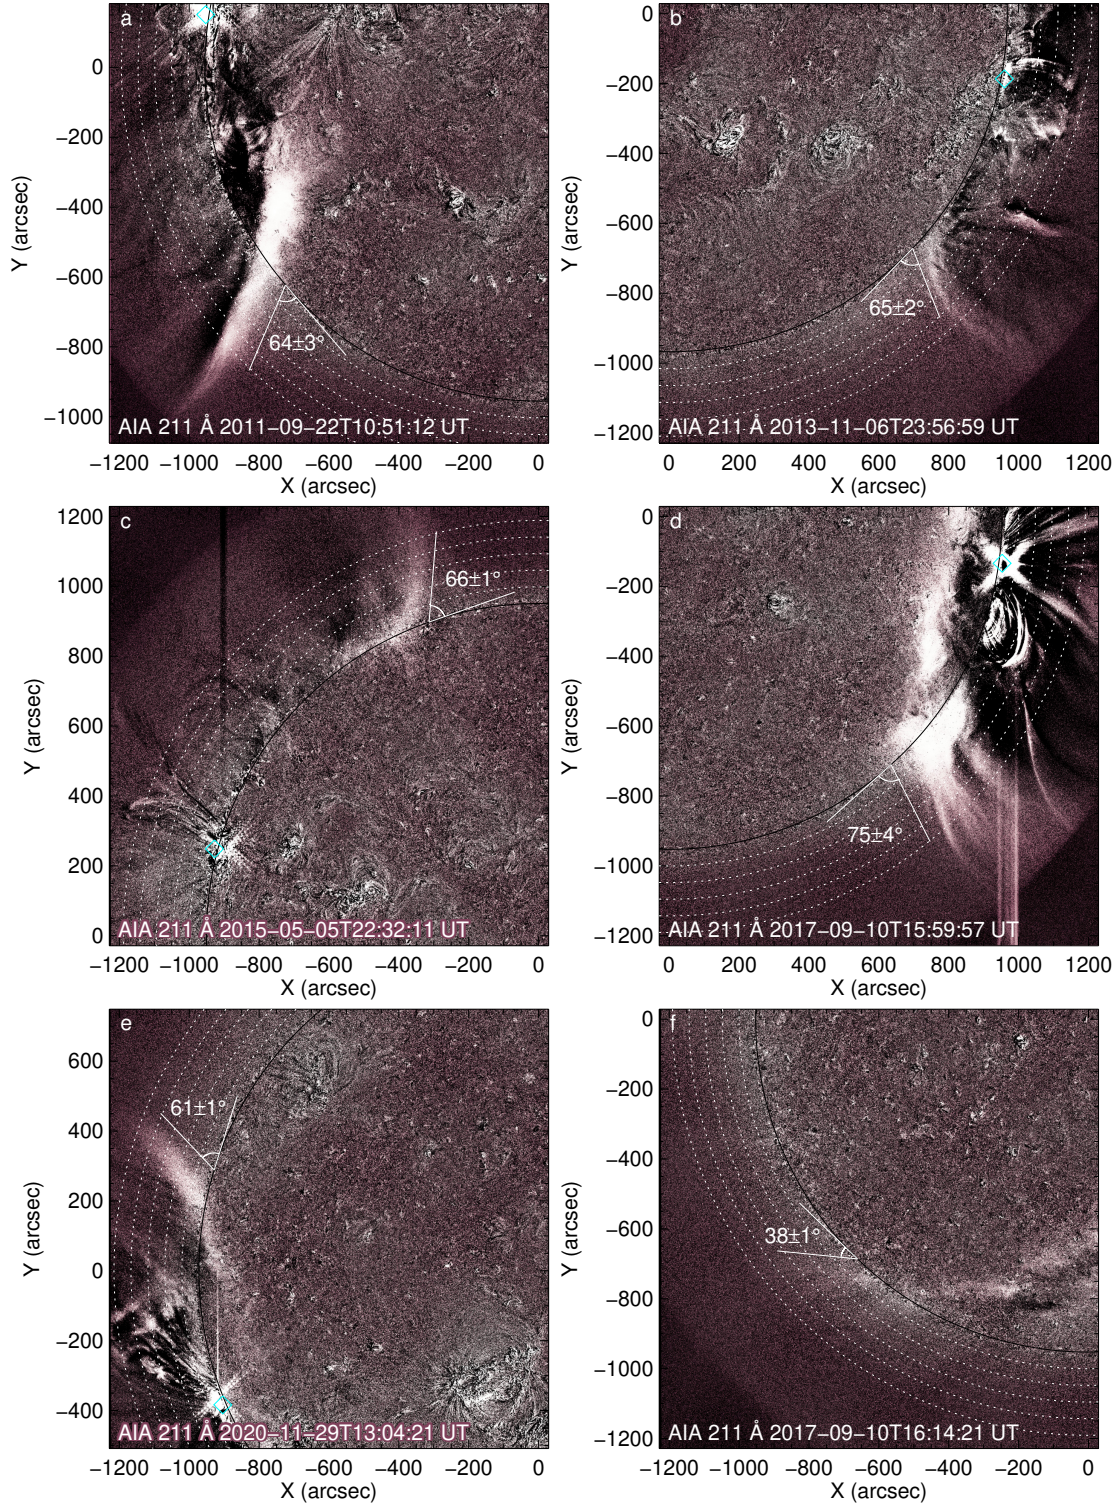 a
0
−200
−400
−600
−800
−1000
Y (arcsec)
64±3°
AIA 211 Å 2011−09−22T10:51:12 UT
−1200 −1000 −800 −600 −400 −200 0
X (arcsec)
b
0
−200
−400
−600
−800
−1000
−1200
Y (arcsec)
65±2°
AIA 211 Å 2013−11−06T23:56:59 UT
0 200 400 600 800 1000 1200
X (arcsec)
c
1200
1000
800
600
400
200
0
Y (arcsec)
66±1°
AIA 211 Å 2015−05−05T22:32:11 UT
−1200 −1000 −800 −600 −400 −200 0
X (arcsec)
d
0
−200
−400
−600
−800
−1000
−1200
Y (arcsec)
75±4°
AIA 211 Å 2017−09−10T15:59:57 UT
0 200 400 600 800 1000 1200
X (arcsec)
e
600
400
200
0
−200
−400
Y (arcsec)
61±1°
AIA 211 Å 2020−11−29T13:04:21 UT
−1200 −1000 −800 −600 −400 −200 0
X (arcsec)
f
0
−200
−400
−600
−800
−1000
−1200
Y (arcsec)
38±1°
AIA 211 Å 2017−09−10T16:14:21 UT
−1200 −1000 −800 −600 −400 −200 0
X (arcsec)